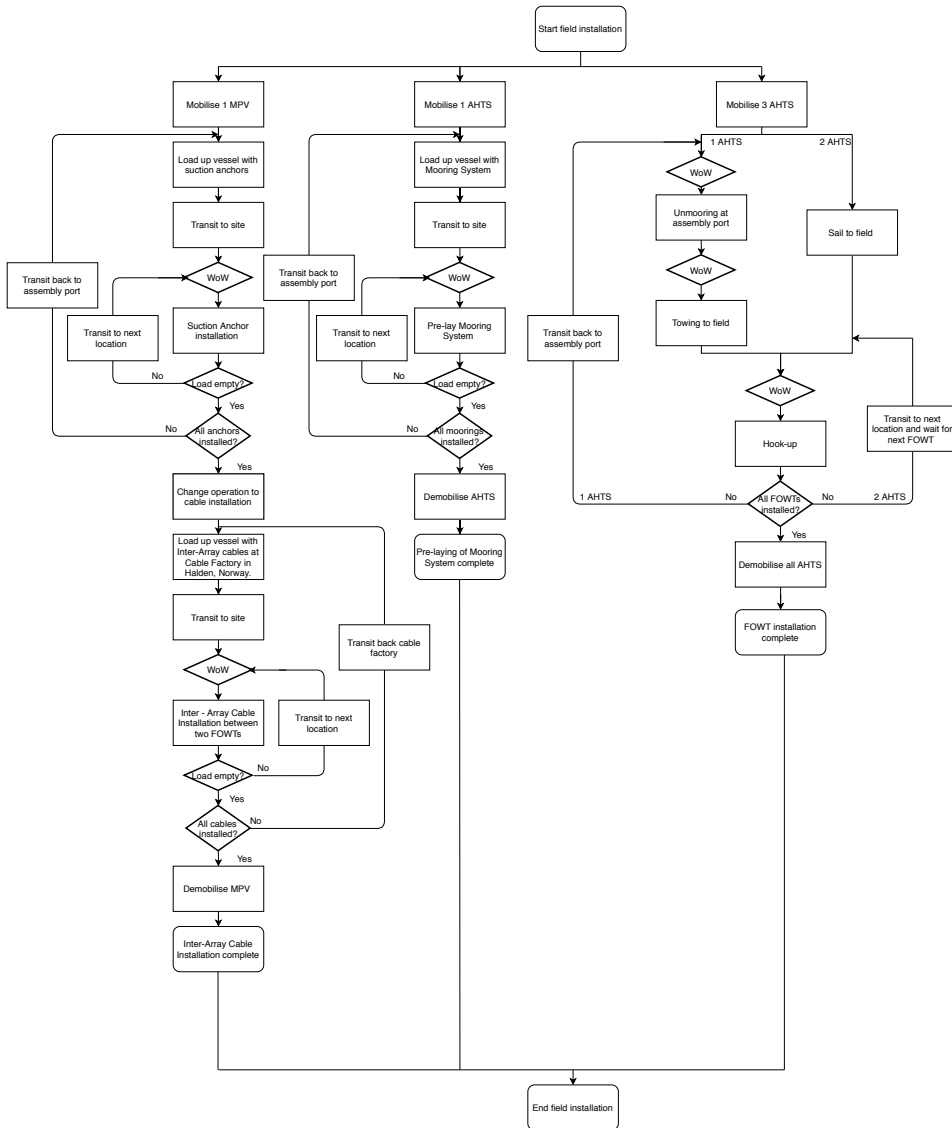 Start field installation
Mobilise 1 MPV
Mobilise 1 AHTS
Mobilise 3 AHTS
1 AHTS
2 AHTS
Load up vessel with
suction anchors
Load up vessel with
Mooring System
WoW
Transit to site
Transit to site
Unmooring at
assembly port
Sail to field
Transit back to
assembly port
WoW
Transit back to
assembly port
WoW
WoW
Transit to next
location
Suction Anchor
installation
Transit to next
location
Pre-lay Mooring
System
Transit back to
assembly port
Towing to field
No
Load empty?
No
Load empty?
WoW
Yes
Yes
Transit to next
location and wait for
next FOWT
No
All anchors
installed?
No
All moorings
installed?
Hook-up
Yes
Yes
Change operation to
cable installation
Demobilise AHTS
1 AHTS
No
All FOWTs
installed?
No
2 AHTS
Yes
Load up vessel with
Inter-Array cables at
Cable Factory in
Halden, Norway.
Pre-laying of Mooring
System complete
Demobilise all AHTS
Transit to site
Transit back cable
factory
FOWT installation
complete
WoW
Inter - Array Cable
Installation between
two FOWTs
Transit to next
location
Load empty?
No
Yes
All cables
installed?
No
Yes
Demobilise MPV
Inter-Array Cable
Installation complete
End field installation